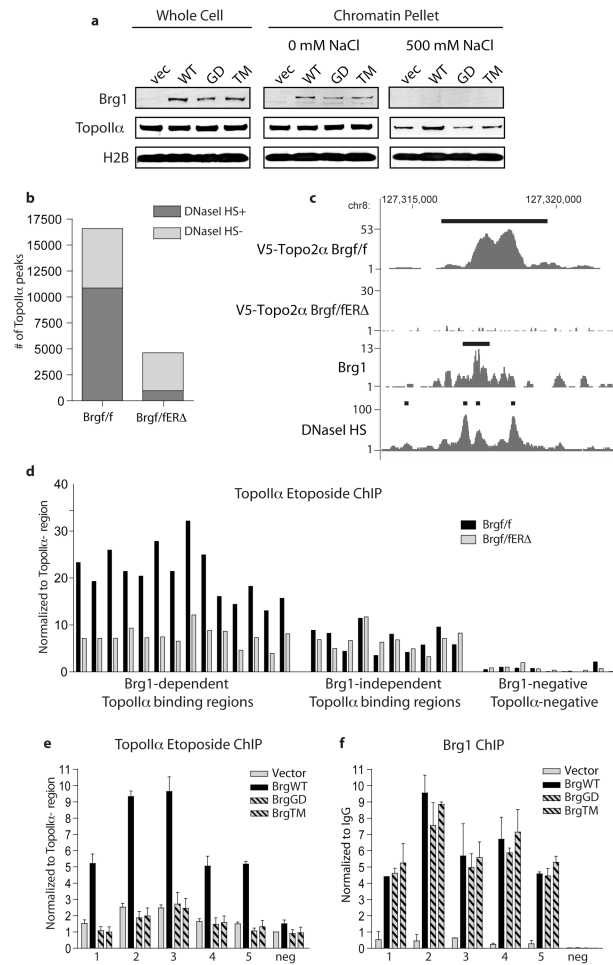 a
Whole Cell
Chromatin Pellet
0 mM NaCl
500 mM NaCl
vec WT GD TM
vec WT GD TM
vec WT GD TM
Brg1
TopoIIα
H2B
b
# of TopoIIα peaks
17500
15000
12500
10000
7500
5000
2500
0
DNaseI HS+
DNaseI HS-
Brgf/f
Brgf/fERΔ
c
chr8:
127,315,000
127,320,000
53
V5-Topo2α Brgf/f
1
30
V5-Topo2α Brgf/fERΔ
1
13
Brg1
1
100
DNaseI HS
1
d
TopoIIα Etoposide ChIP
Normalized to TopoIIα- region
40
30
20
10
0
Brgf/f
Brgf/fERΔ
Brg1-dependent
TopoIIα binding regions
Brg1-independent
TopoIIα binding regions
Brg1-negative
TopoIIα-negative
e
TopoIIα Etoposide ChIP
Normalized to TopoIIα- region
11
10
9
8
7
6
5
4
3
2
1
0
Vector
BrgWT
BrgGD
BrgTM
1 2 3 4 5 neg
f
Brg1 ChIP
Normalized to IgG
11
10
9
8
7
6
5
4
3
2
1
0
Vector
BrgWT
BrgGD
BrgTM
1 2 3 4 5 neg